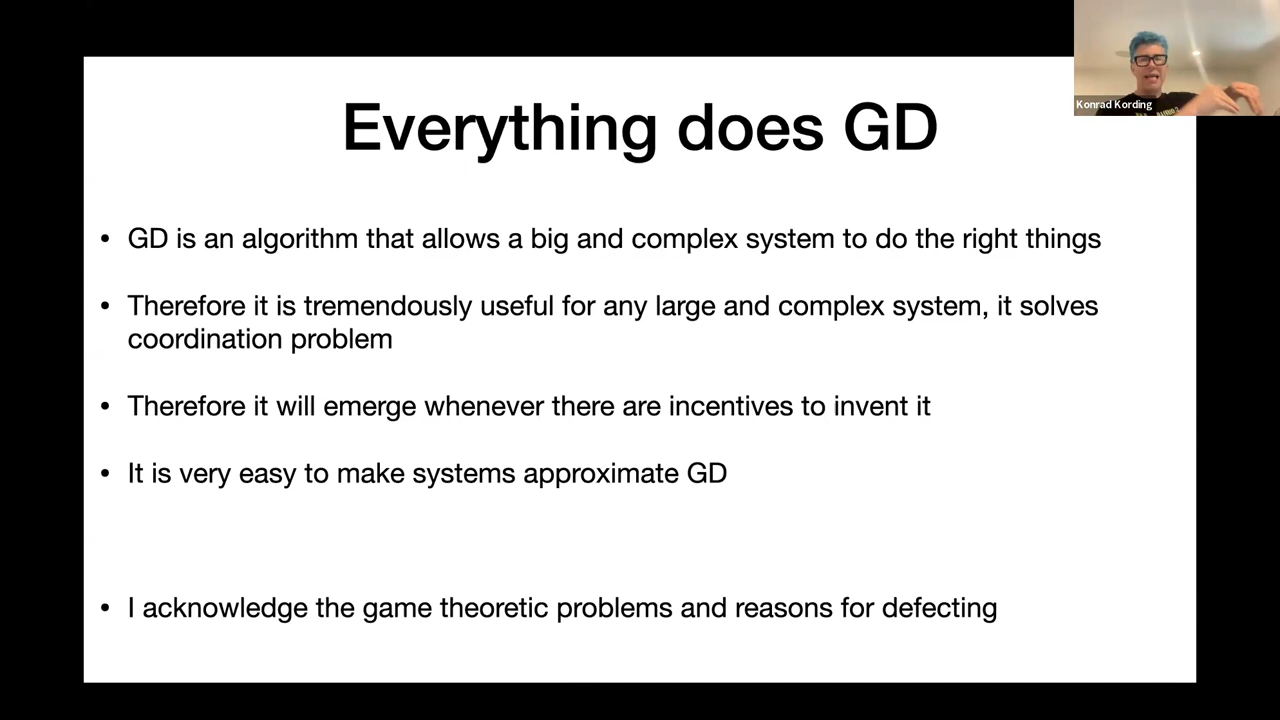 Konrad Kording
Everything does GD
• GD is an algorithm that allows a big and complex system to do the right things
• Therefore it is tremendously useful for any large and complex system, it solves
coordination problem
• Therefore it will emerge whenever there are incentives to invent it
• It is very easy to make systems approximate GD
• I acknowledge the game theoretic problems and reasons for defecting